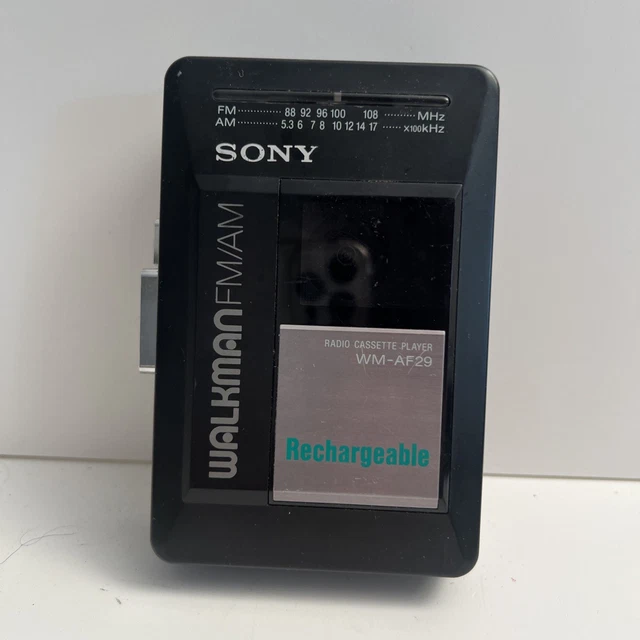 FM ·········· 88 92 96 100 108 ·········· MHz
AM ·········· 5.3 6 7 8 10 12 14 17 ······ x100kHz
SONY
WALKMAN FM/AM
RADIO CASSETTE PLAYER
WM-AF29
Rechargeable